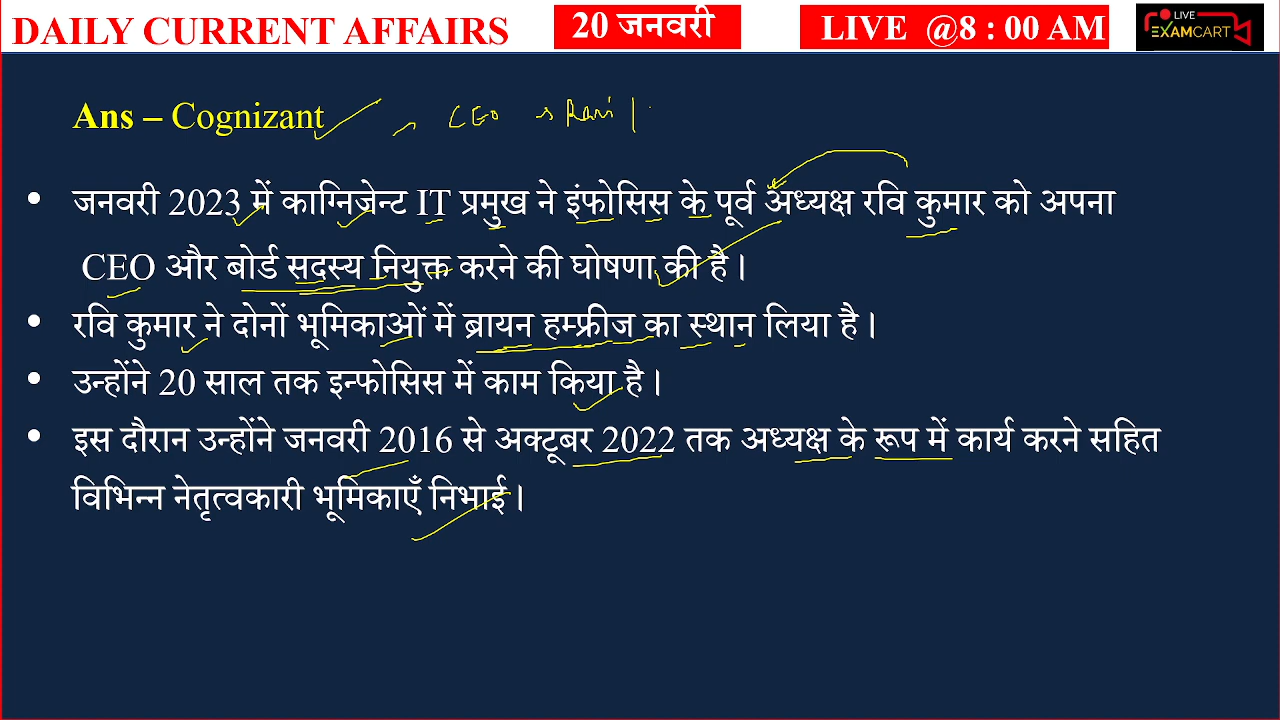 DAILY CURRENT AFFAIRS
20 जनवरी
LIVE @8 : 00 AM
LIVE
EXAMCART
Ans – Cognizant
CEO → Ravi
• जनवरी 2023 में काग्निजेन्ट IT प्रमुख ने इंफोसिस के पूर्व अध्यक्ष रवि कुमार को अपना
CEO और बोर्ड सदस्य नियुक्त करने की घोषणा की है।
• रवि कुमार ने दोनों भूमिकाओं में ब्रायन हम्फ्रीज का स्थान लिया है।
• उन्होंने 20 साल तक इन्फोसिस में काम किया है।
• इस दौरान उन्होंने जनवरी 2016 से अक्टूबर 2022 तक अध्यक्ष के रूप में कार्य करने सहित
विभिन्न नेतृत्वकारी भूमिकाएँ निभाई।